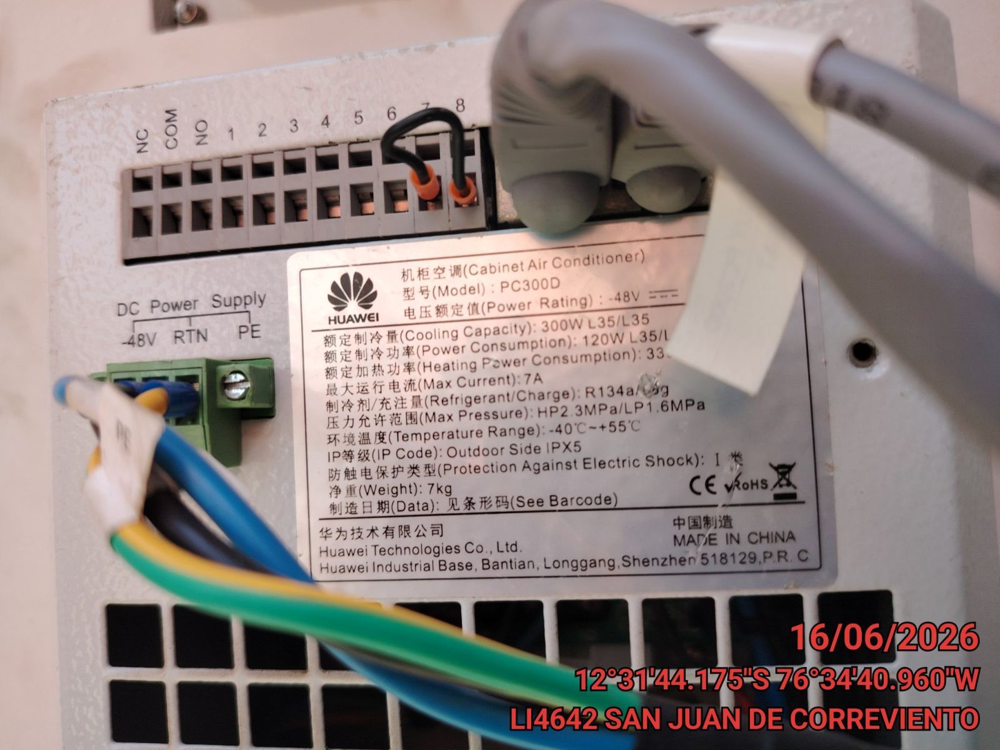 NC COM NO 1 2 3 4 5 6 7 8
DC Power Supply
-48V RTN PE
PE
HUAWEI
机柜空调(Cabinet Air Conditioner)
型号(Model) : PC300D
电压额定值(Power Rating) : -48V
额定制冷量(Cooling Capacity): 300W L35/L35
额定制冷功率(Power Consumption): 120W L35/L
额定加热功率(Heating Power Consumption): 33
最大运行电流(Max Current): 7A
制冷剂/充注量(Refrigerant/Charge): R134a/
压力允许范围(Max Pressure): HP2.3MPa/LP1.6MPa
环境温度(Temperature Range): -40℃~+55℃
IP等级(IP Code): Outdoor Side IPX5
防触电保护类型(Protection Against Electric Shock): I 类
净重(Weight): 7kg
CE RoHS
制造日期(Data): 见条形码(See Barcode)
华为技术有限公司
中国制造
Huawei Technologies Co., Ltd.
MADE IN CHINA
Huawei Industrial Base, Bantian, Longgang,Shenzhen 518129,P.R. C
16/06/2026
12°31'44.175"S 76°34'40.960"W
LI4642 SAN JUAN DE CORREVIENTO